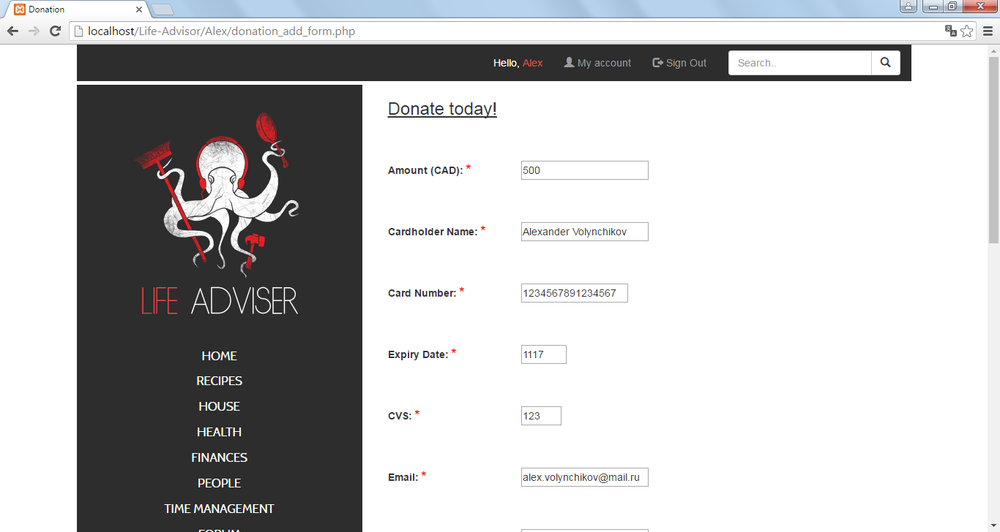 Donation
localhost/Life-Advisor/Alex/donation_add_form.php
Hello, Alex My account Sign Out Search..
LIFE ADVISER
HOME
RECIPES
HOUSE
HEALTH
FINANCES
PEOPLE
TIME MANAGEMENT
FORUM
Donate today!
Amount (CAD): * 500
Cardholder Name: * Alexander Volynchikov
Card Number: * 1234567891234567
Expiry Date: * 1117
CVS: * 123
Email: * alex.volynchikov@mail.ru